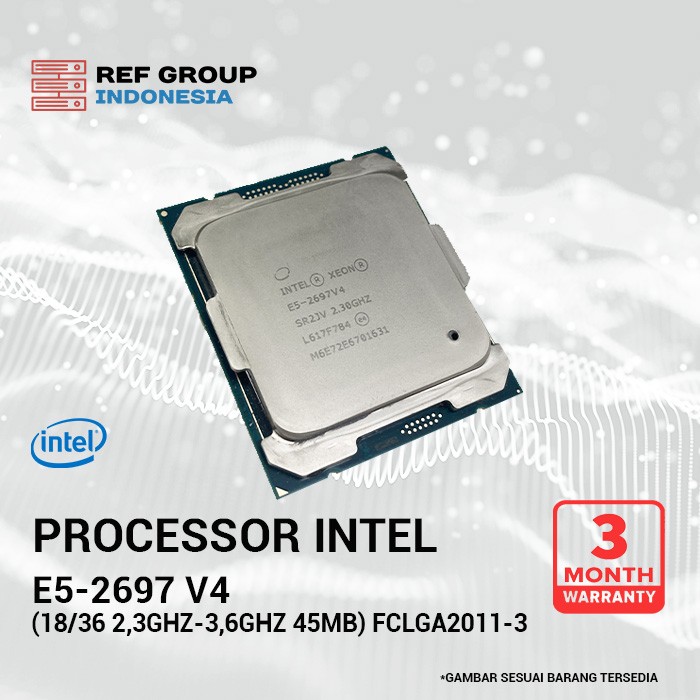 REF GROUP
INDONESIA
INTEL® XEON®
E5-2697V4
SR2JV 2.30GHZ
L617F784 e4
M6E72E6701631
intel
PROCESSOR INTEL
E5-2697 V4
(18/36 2,3GHZ-3,6GHZ 45MB) FCLGA2011-3
3
MONTH
WARRANTY
*GAMBAR SESUAI BARANG TERSEDIA